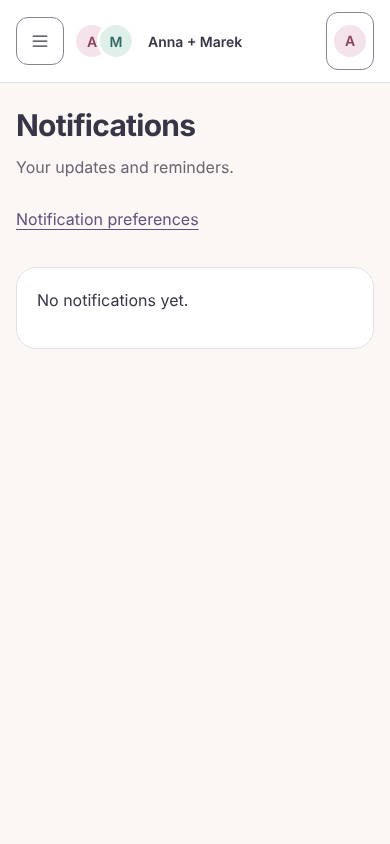 A M Anna + Marek A
Notifications
Your updates and reminders.
Notification preferences
No notifications yet.